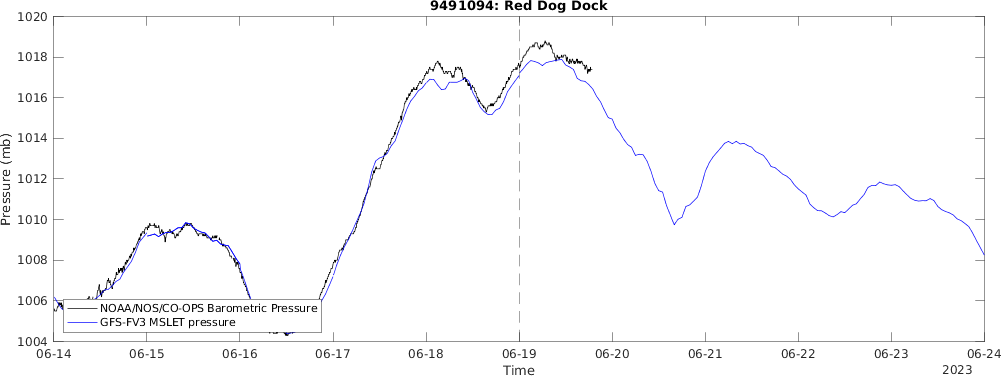 9491094: Red Dog Dock
1020
1018
1016
1014
1012
1010
1008
1006
1004
Pressure (mb)
NOAA/NOS/CO-OPS Barometric Pressure
GFS-FV3 MSLET pressure
06-14 06-15 06-16 06-17 06-18 06-19 06-20 06-21 06-22 06-23 06-24
Time
2023